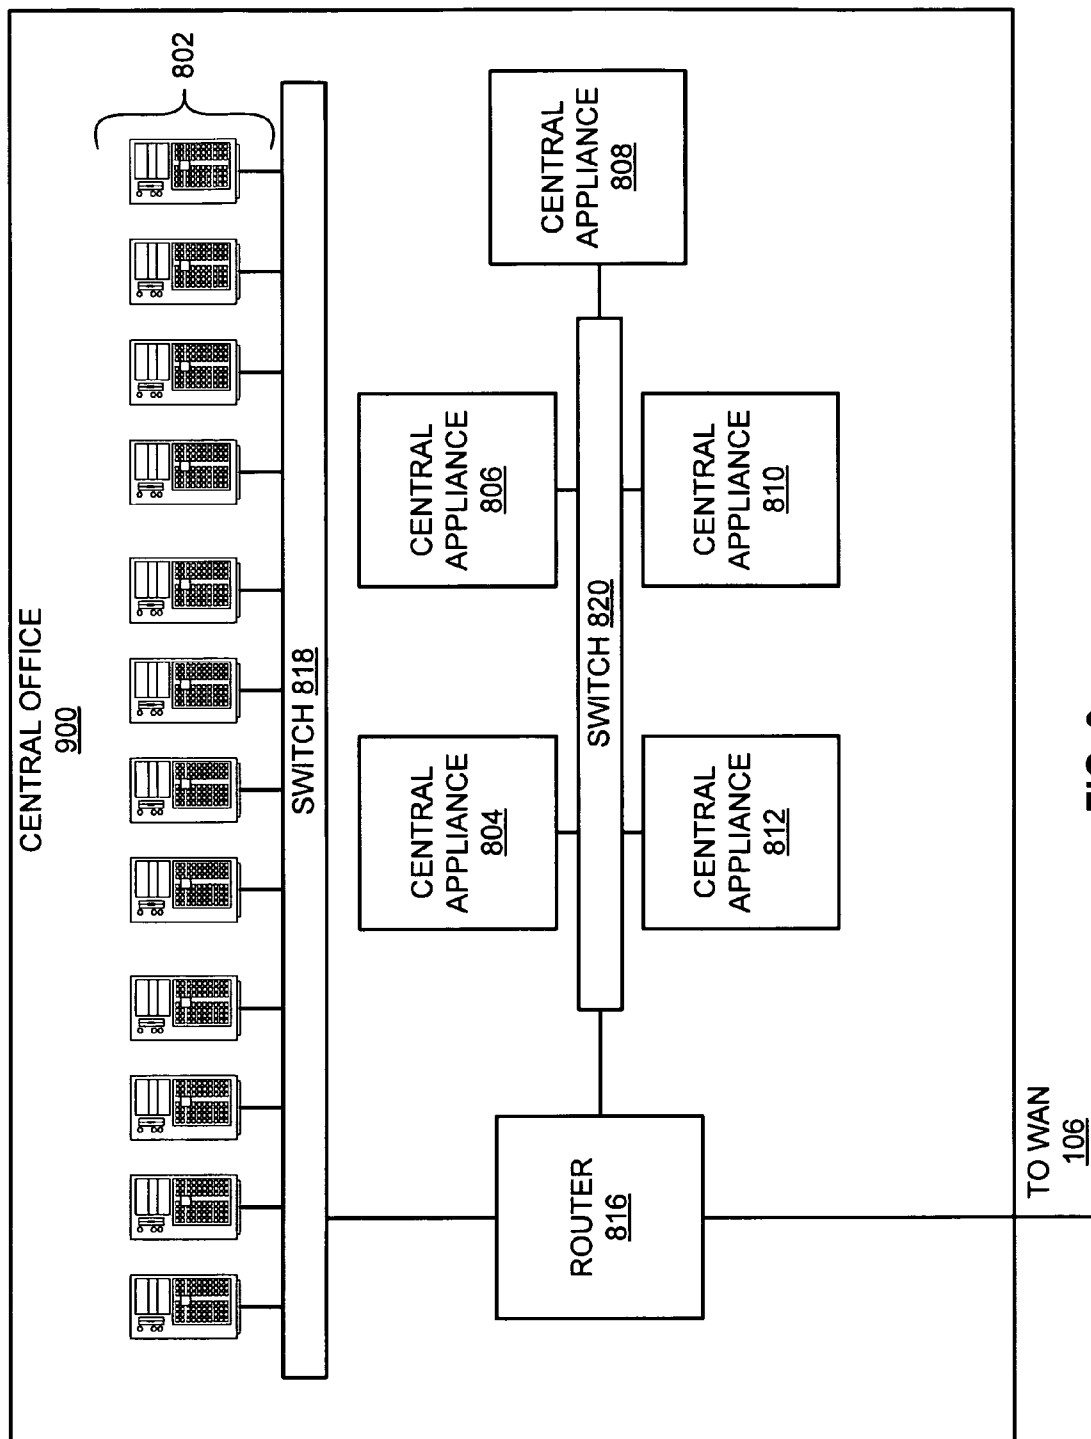 CENTRAL OFFICE
900
802
SWITCH 818
CENTRAL
APPLIANCE
804
CENTRAL
APPLIANCE
806
CENTRAL
APPLIANCE
808
SWITCH 820
ROUTER
816
CENTRAL
APPLIANCE
812
CENTRAL
APPLIANCE
810
TO WAN
106